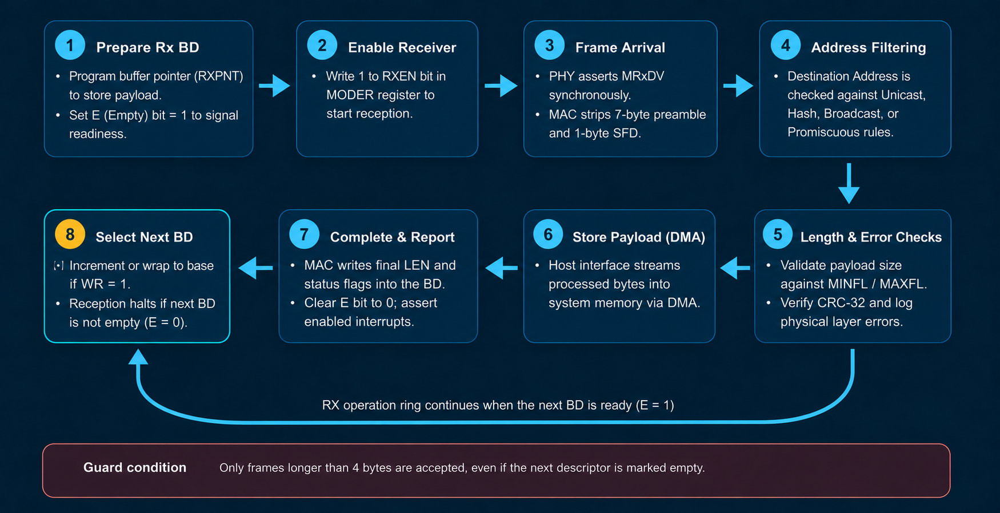 1 Prepare Rx BD
• Program buffer pointer (RXPNT)
to store payload.
• Set E (Empty) bit = 1 to signal
readiness.
2 Enable Receiver
• Write 1 to RXEN bit in
MODER register to
start reception.
3 Frame Arrival
• PHY asserts MRxDV
synchronously.
• MAC strips 7-byte preamble
and 1-byte SFD.
4 Address Filtering
• Destination Address is
checked against Unicast,
Hash, Broadcast, or
Promiscuous rules.
5 Length & Error Checks
• Validate payload size
against MINFL / MAXFL.
• Verify CRC-32 and log
physical layer errors.
6 Store Payload (DMA)
• Host interface streams
processed bytes into
system memory via DMA.
7 Complete & Report
• MAC writes final LEN and
status flags into the BD.
• Clear E bit to 0; assert
enabled interrupts.
8 Select Next BD
• Increment or wrap to base
if WR = 1.
• Reception halts if next BD
is not empty (E = 0).
RX operation ring continues when the next BD is ready (E = 1)
Guard condition Only frames longer than 4 bytes are accepted, even if the next descriptor is marked empty.